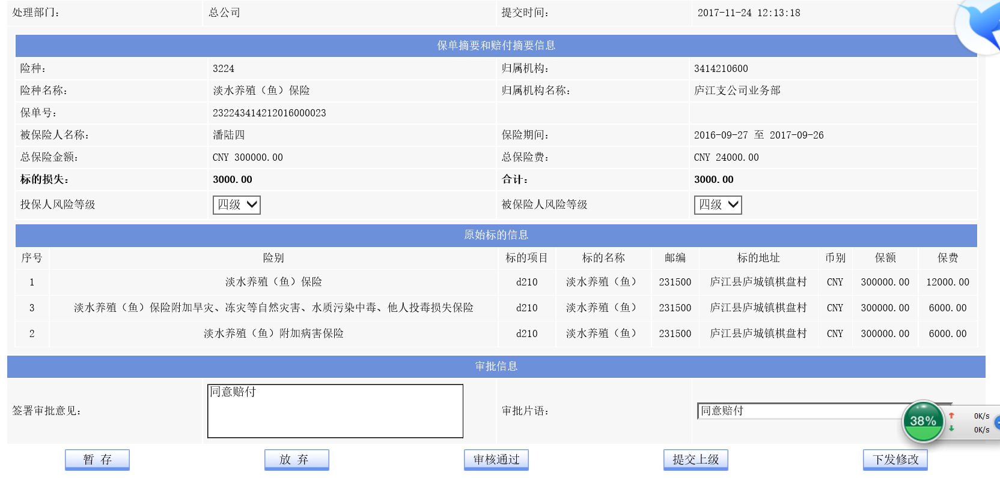 处理部门： 总公司 提交时间： 2017-11-24 12:13:18
保单摘要和赔付摘要信息
险种： 3224 归属机构： 3414210600
险种名称： 淡水养殖（鱼）保险 归属机构名称： 庐江支公司业务部
保单号： 232243414212016000023
被保险人名称： 潘陆四 保险期间： 2016-09-27 至 2017-09-26
总保险金额： CNY 300000.00 总保险费： CNY 24000.00
标的损失： 3000.00 合计： 3000.00
投保人风险等级 四级 被保险人风险等级 四级
原始标的信息
序号 险别 标的项目 标的名称 邮编 标的地址 币别 保额 保费
1 淡水养殖（鱼）保险 d210 淡水养殖（鱼） 231500 庐江县庐城镇棋盘村 CNY 300000.00 12000.00
3 淡水养殖（鱼）保险附加旱灾、冻灾等自然灾害、水质污染中毒、他人投毒损失保险 d210 淡水养殖（鱼） 231500 庐江县庐城镇棋盘村 CNY 300000.00 6000.00
2 淡水养殖（鱼）附加病害保险 d210 淡水养殖（鱼） 231500 庐江县庐城镇棋盘村 CNY 300000.00 6000.00
审批信息
签署审批意见： 同意赔付 审批片语： 同意赔付
38% 0K/s
0K/s
暂 存 放 弃 审核通过 提交上级 下发修改